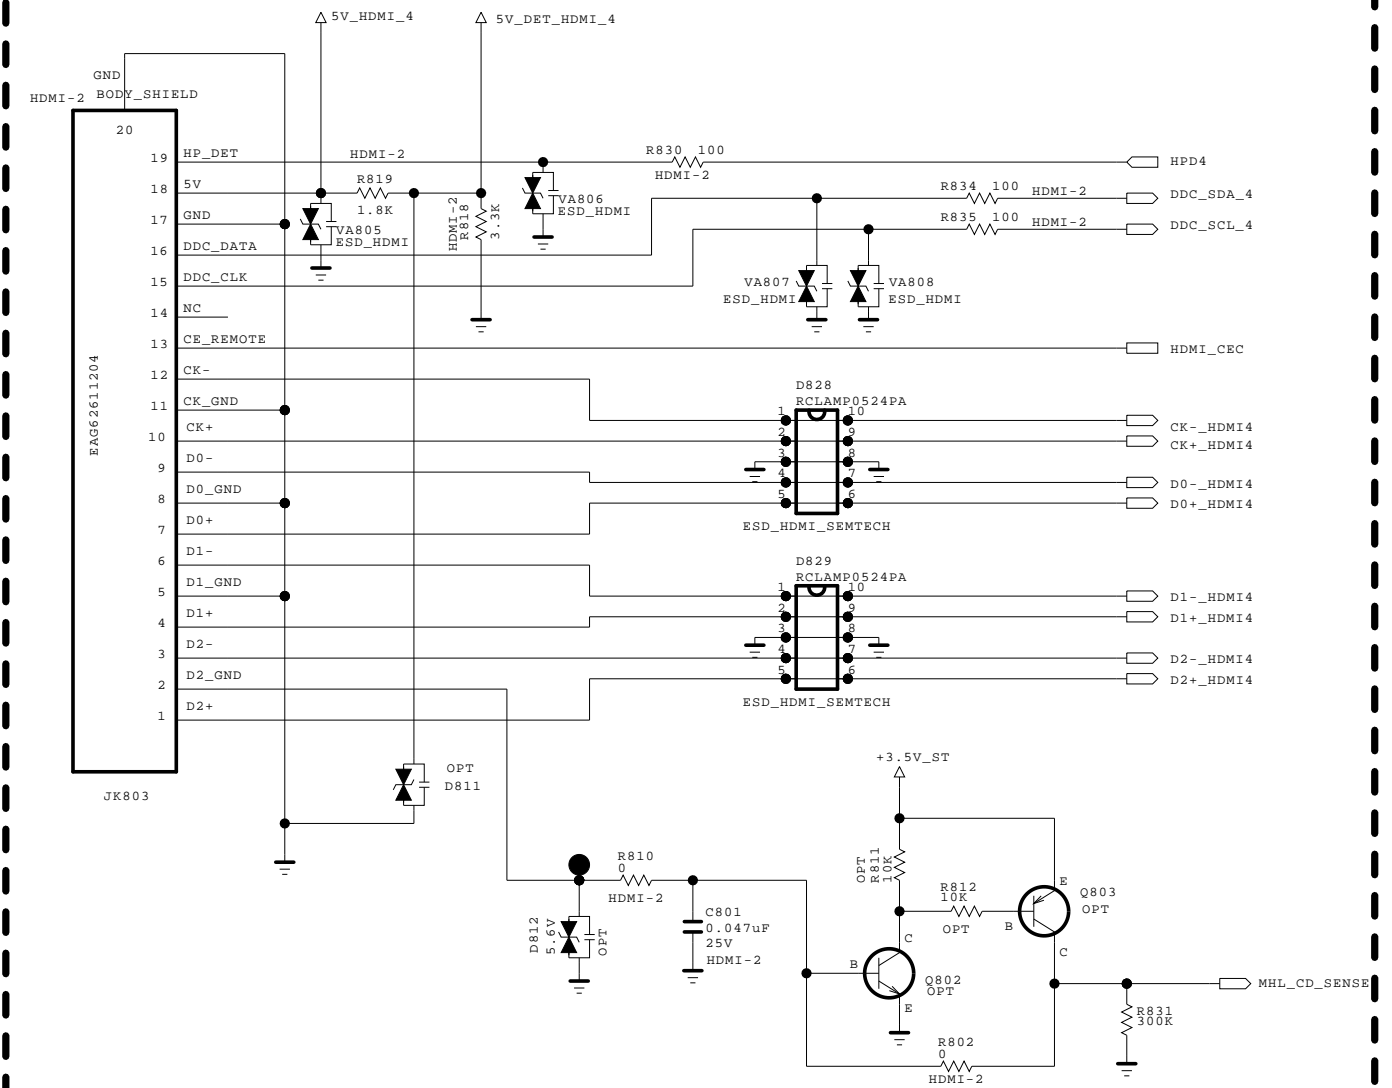 5V_HDMI_4
5V_DET_HDMI_4
GND
HDMI-2
BODY_SHIELD
20
19
HP_DET
HDMI-2
R830 100
HDMI-2
HPD4
18
5V
R819
1.8K
HDMI-2
R818
3.3K
VA806
ESD_HDMI
R834 100
HDMI-2
DDC_SDA_4
17
GND
VA805
ESD_HDMI
R835 100
HDMI-2
DDC_SCL_4
16
DDC_DATA
15
DDC_CLK
VA807
ESD_HDMI
VA808
ESD_HDMI
14
NC
13
CE_REMOTE
HDMI_CEC
EAG62611204
12
CK-
D828
RCLAMP0524PA
1
10
2
9
3
8
4
7
5
6
ESD_HDMI_SEMTECH
CK-_HDMI4
CK+_HDMI4
D0-_HDMI4
D0+_HDMI4
11
CK_GND
10
CK+
9
D0-
8
D0_GND
7
D0+
6
D1-
5
D1_GND
4
D1+
3
D2-
2
D2_GND
1
D2+
D829
RCLAMP0524PA
1
10
2
9
3
8
4
7
5
6
ESD_HDMI_SEMTECH
D1-_HDMI4
D1+_HDMI4
D2-_HDMI4
D2+_HDMI4
JK803
OPT
D811
+3.5V_ST
R810
0
HDMI-2
D812
5.6V
OPT
C801
0.047uF
25V
HDMI-2
OPT
R811
10K
R812
10K
OPT
E
Q803
OPT
B
C
C
B
Q802
OPT
E
MHL_CD_SENSE
R831
300K
R802
0
HDMI-2